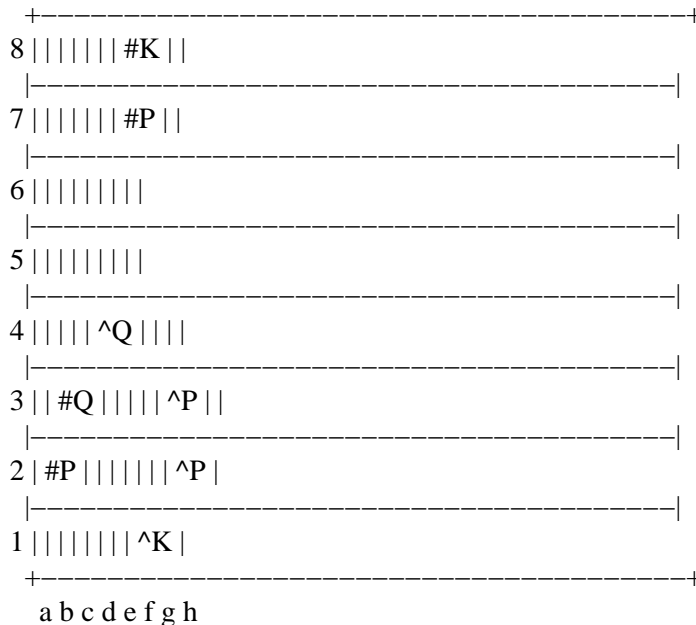 +---------------------------------------+
8 | | | | | | | #K | |
|---------------------------------------|
7 | | | | | | | #P | |
|---------------------------------------|
6 | | | | | | | | |
|---------------------------------------|
5 | | | | | | | | |
|---------------------------------------|
4 | | | | | ^Q | | | |
|---------------------------------------|
3 | | #Q | | | | | ^P | |
|---------------------------------------|
2 | #P | | | | | | | ^P |
|---------------------------------------|
1 | | | | | | | | ^K |
+---------------------------------------+
a b c d e f g h